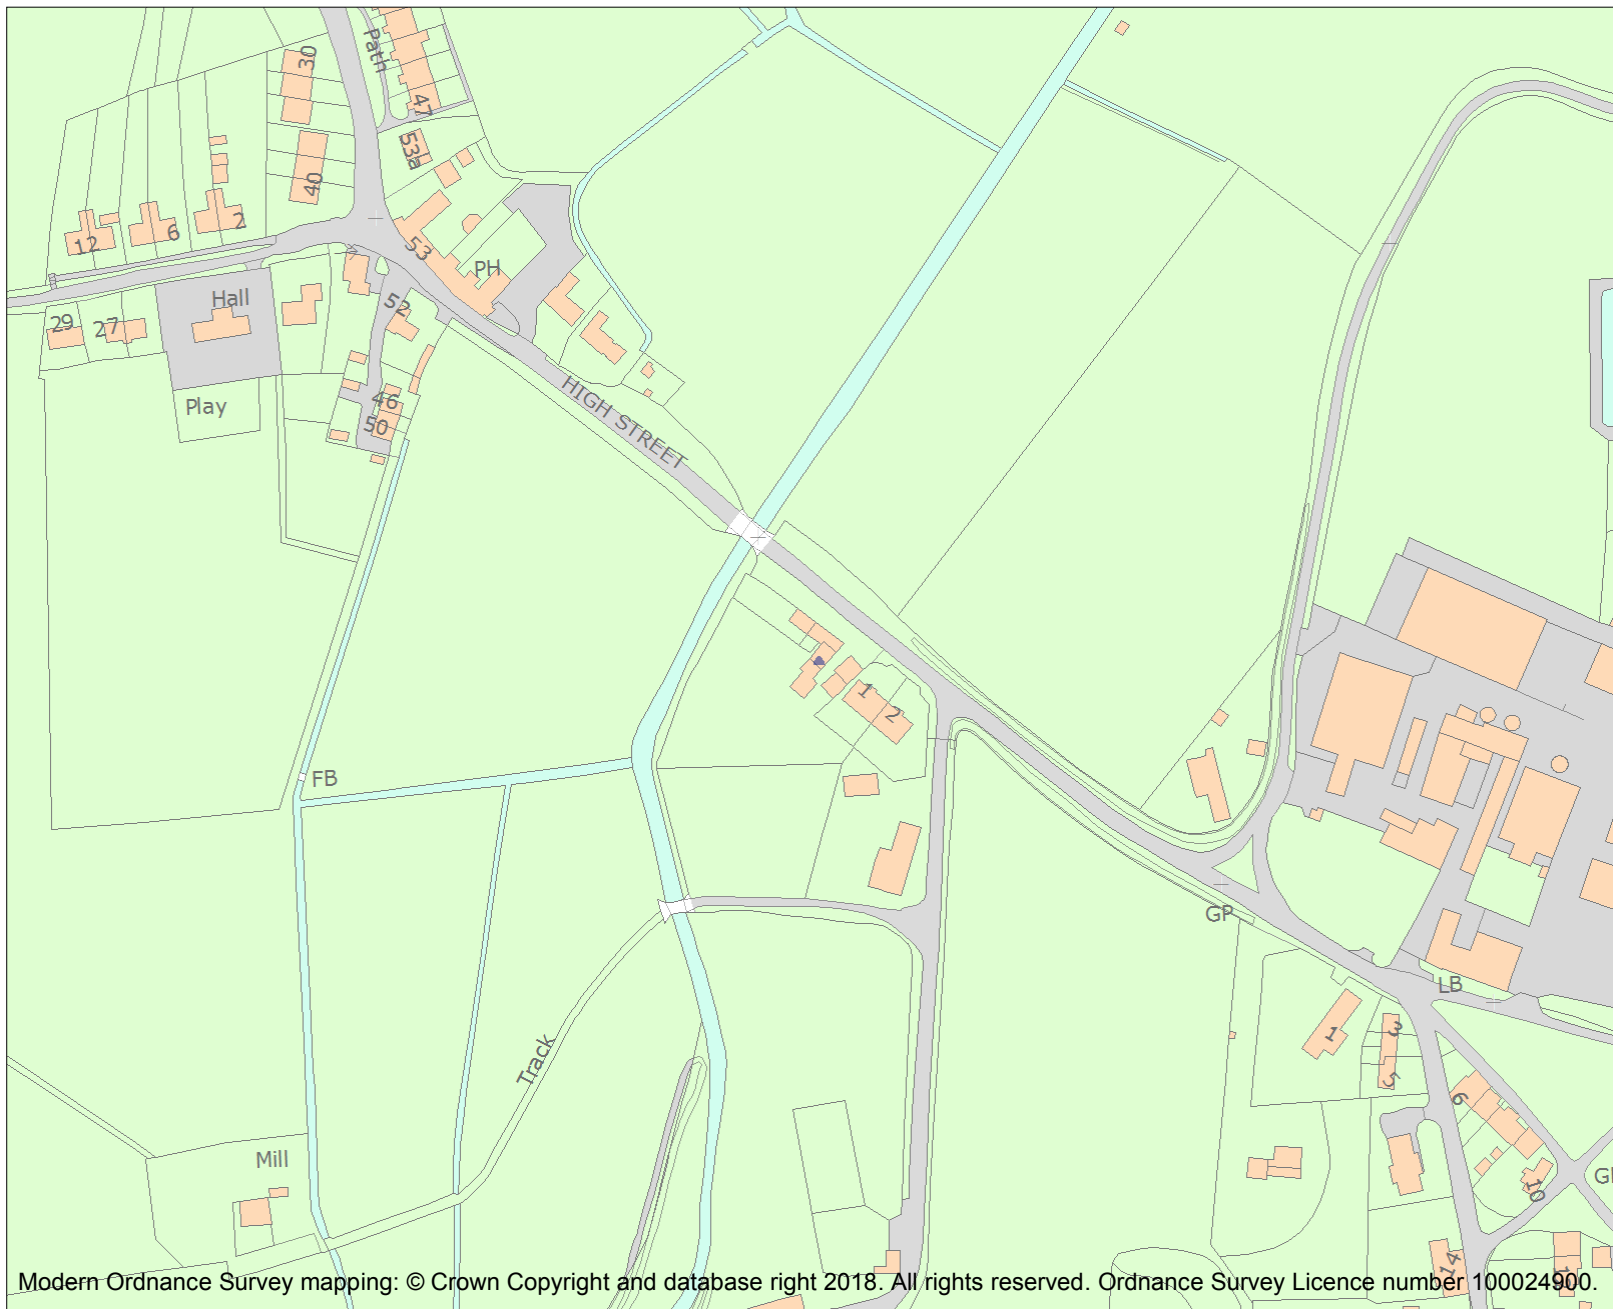 30
Path
47
53a
40
12
6
2
53
PH
Hall
52
29
27
Play
46
50
HIGH STREET
1
2
FB
GP
LB
Track
1
3
5
6
Mill
10
14
Modern Ordnance Survey mapping: © Crown Copyright and database right 2018. All rights reserved. Ordnance Survey Licence number 100024900.